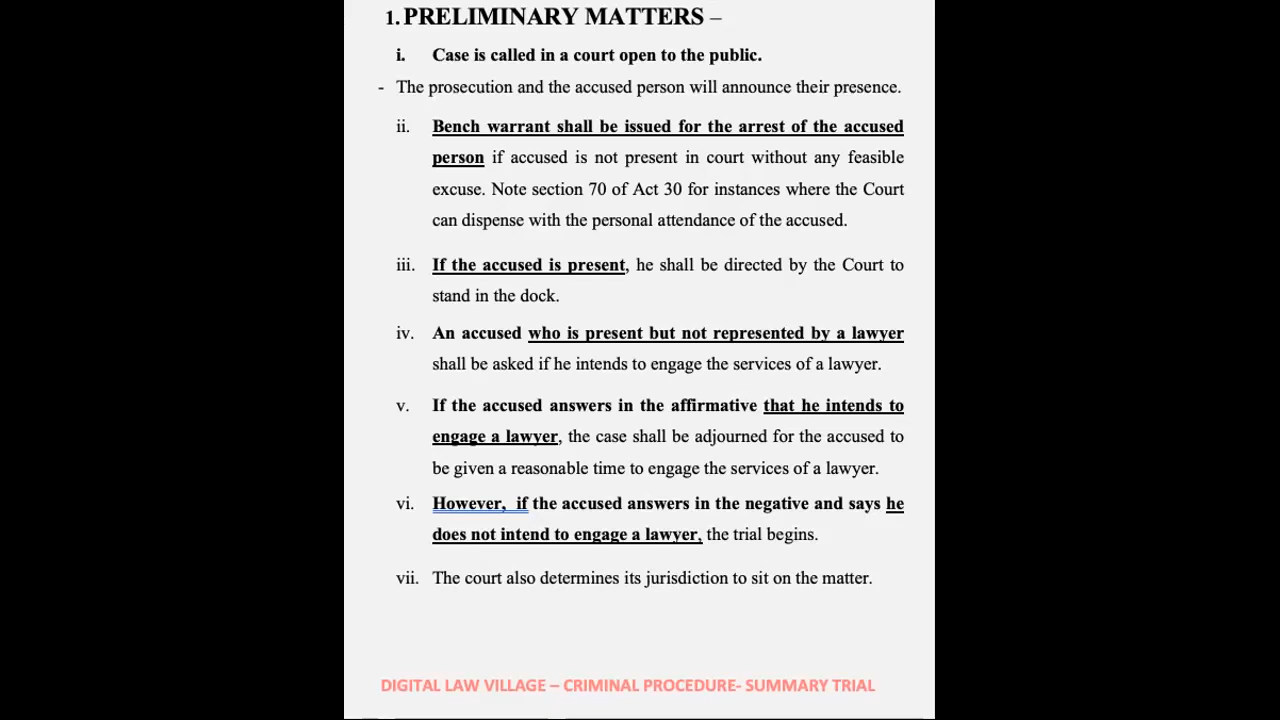 1. PRELIMINARY MATTERS –
i. Case is called in a court open to the public.
- The prosecution and the accused person will announce their presence.
ii. Bench warrant shall be issued for the arrest of the accused
person if accused is not present in court without any feasible
excuse. Note section 70 of Act 30 for instances where the Court
can dispense with the personal attendance of the accused.
iii. If the accused is present, he shall be directed by the Court to
stand in the dock.
iv. An accused who is present but not represented by a lawyer
shall be asked if he intends to engage the services of a lawyer.
v. If the accused answers in the affirmative that he intends to
engage a lawyer, the case shall be adjourned for the accused to
be given a reasonable time to engage the services of a lawyer.
vi. However, if the accused answers in the negative and says he
does not intend to engage a lawyer, the trial begins.
vii. The court also determines its jurisdiction to sit on the matter.
DIGITAL LAW VILLAGE – CRIMINAL PROCEDURE- SUMMARY TRIAL